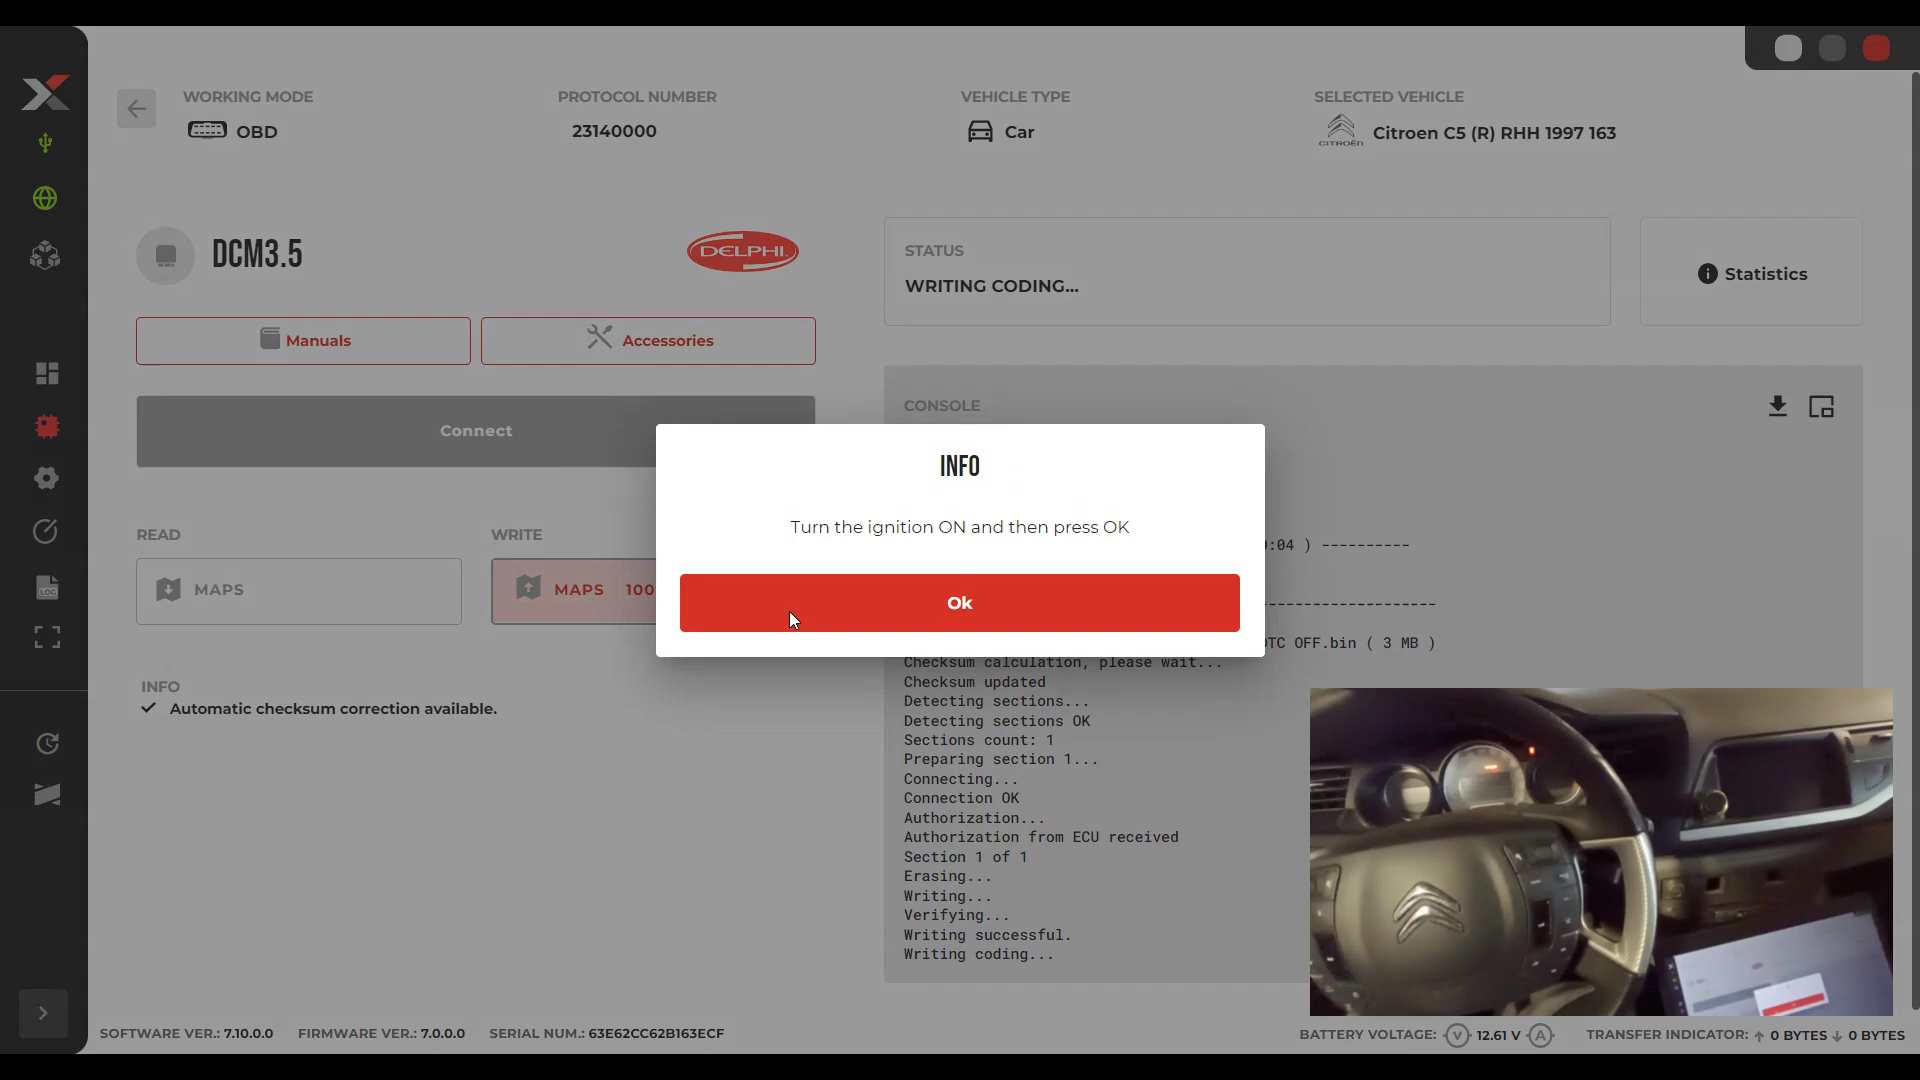 WORKING MODE
OBD
PROTOCOL NUMBER
23140000
VEHICLE TYPE
Car
SELECTED VEHICLE
CITROËN
Citroen C5 (R) RHH 1997 163
DCM3.5
DELPHI
STATUS
WRITING CODING...
Statistics
Manuals
Accessories
Connect
CONSOLE
INFO
Turn the ignition ON and then press OK
Ok
READ
MAPS
WRITE
MAPS 100
:04 ) ----------
TC OFF.bin ( 3 MB )
Checksum calculation, please wait...
Checksum updated
Detecting sections...
Detecting sections OK
Sections count: 1
Preparing section 1...
Connecting...
Connection OK
Authorization...
Authorization from ECU received
Section 1 of 1
Erasing...
Writing...
Verifying...
Writing successful.
Writing coding...
INFO
Automatic checksum correction available.
LOG
SOFTWARE VER.: 7.10.0.0
FIRMWARE VER.: 7.0.0.0
SERIAL NUM.: 63E62CC62B163ECF
BATTERY VOLTAGE: V 12.61 V A
TRANSFER INDICATOR: 0 BYTES 0 BYTES